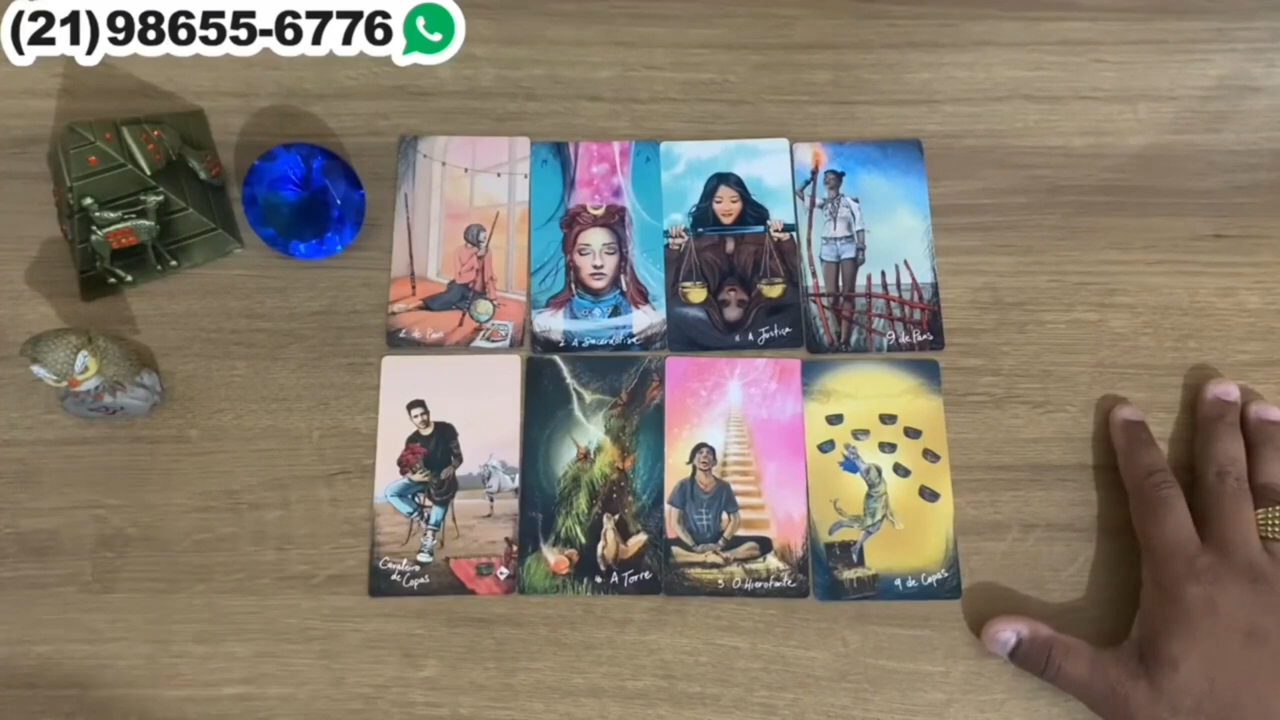 (21)98655-6776
2 de Paus
2. A Sacerdotisa
11. A Justiça
9 de Paus
Cavaleiro
de Copas
A Torre
5. O Hierofante
9 de Copas